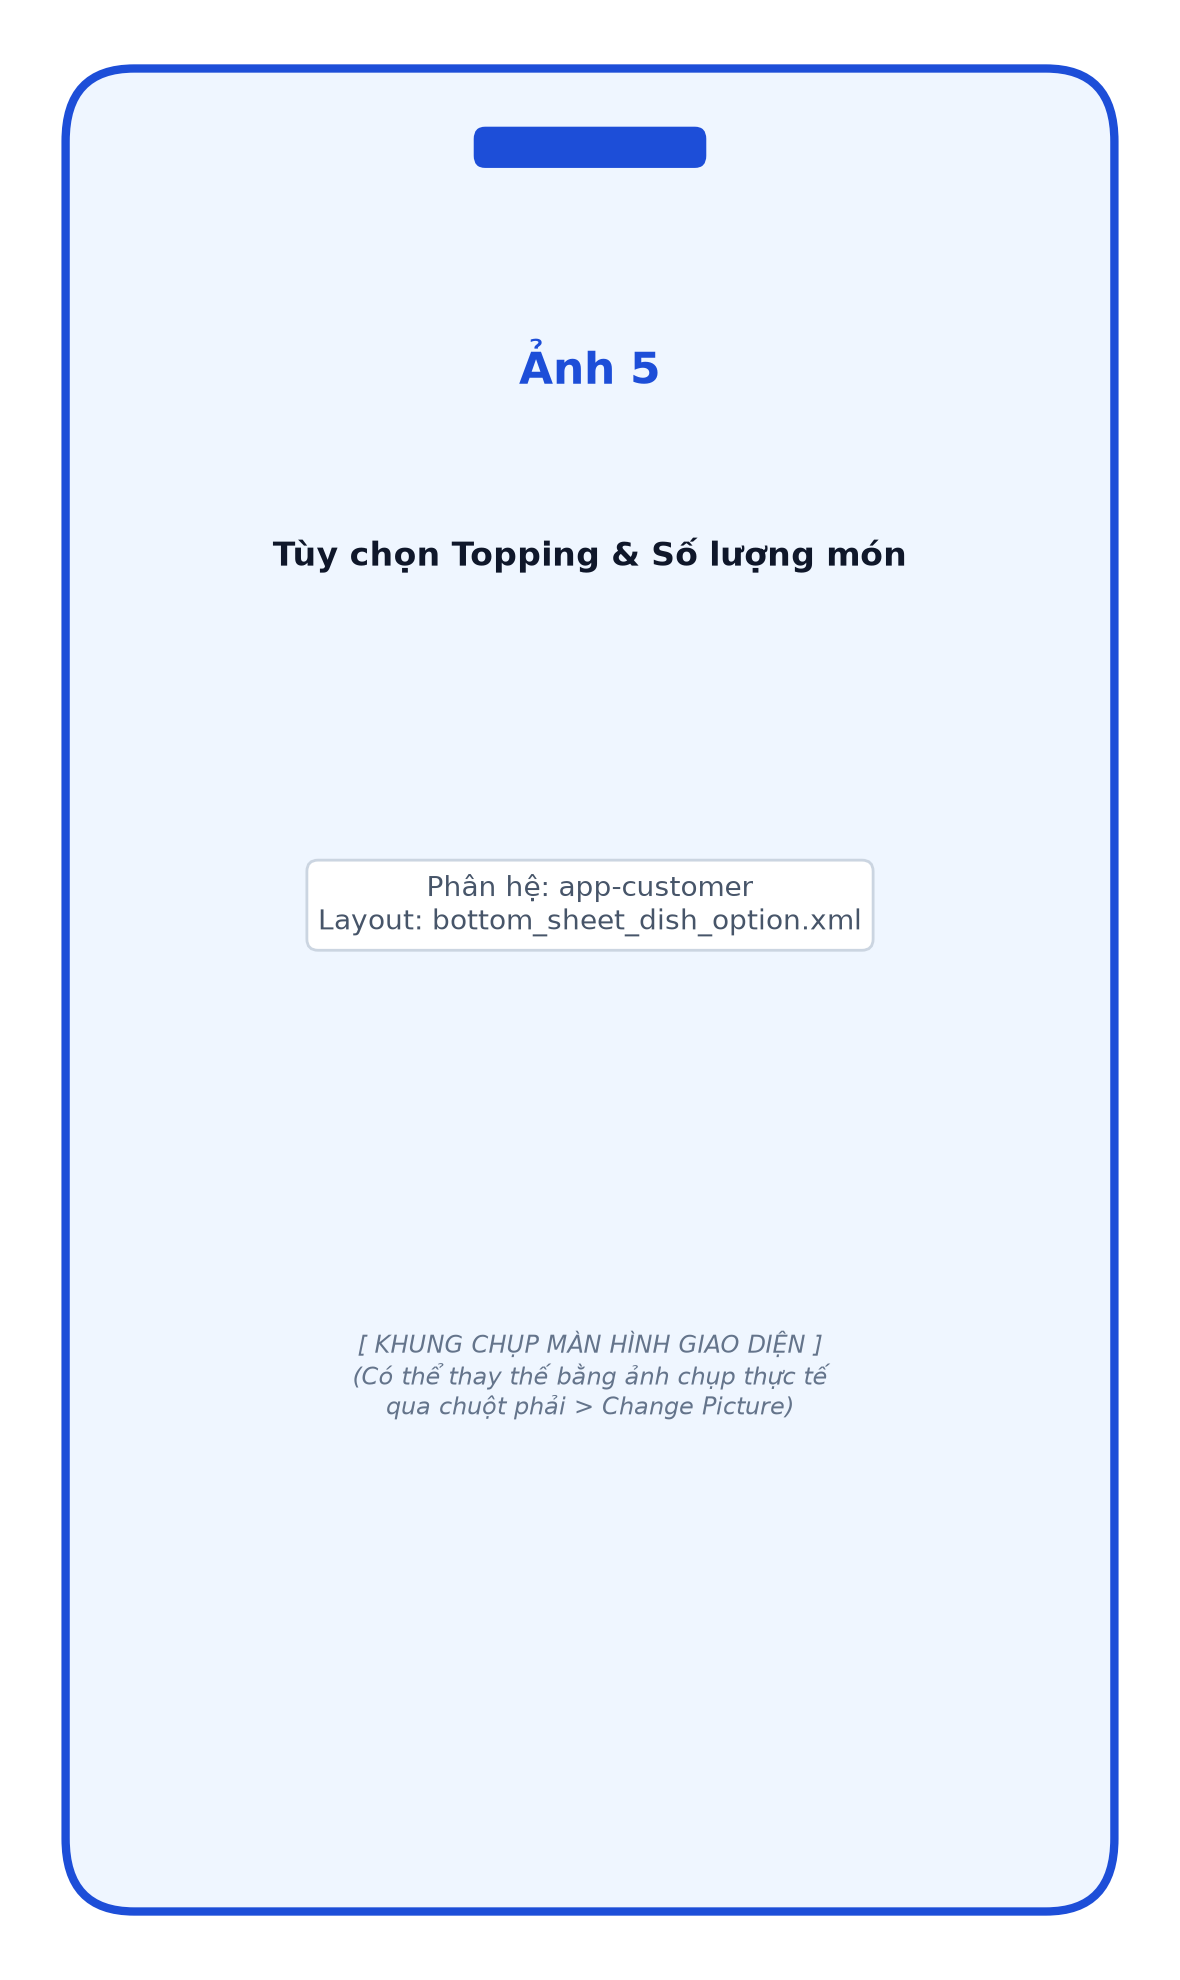 Ảnh 5
Tùy chọn Topping & Số lượng món
Phân hệ: app-customer
Layout: bottom_sheet_dish_option.xml
[ KHUNG CHỤP MÀN HÌNH GIAO DIỆN ]
(Có thể thay thế bằng ảnh chụp thực tế
qua chuột phải > Change Picture)